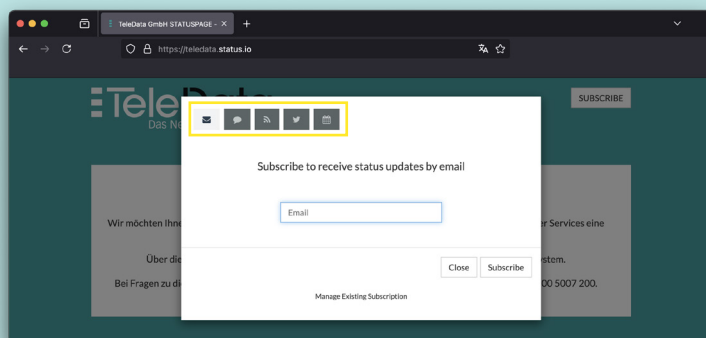 TeleData GmbH STATUSPAGE -
https://teledata.status.io
Tele
Das Ne
SUBSCRIBE
Subscribe to receive status updates by email
Email
Wir möchten Ihne
er Services eine
Über die
stem.
Close Subscribe
Bei Fragen zu di
00 5007 200.
Manage Existing Subscription